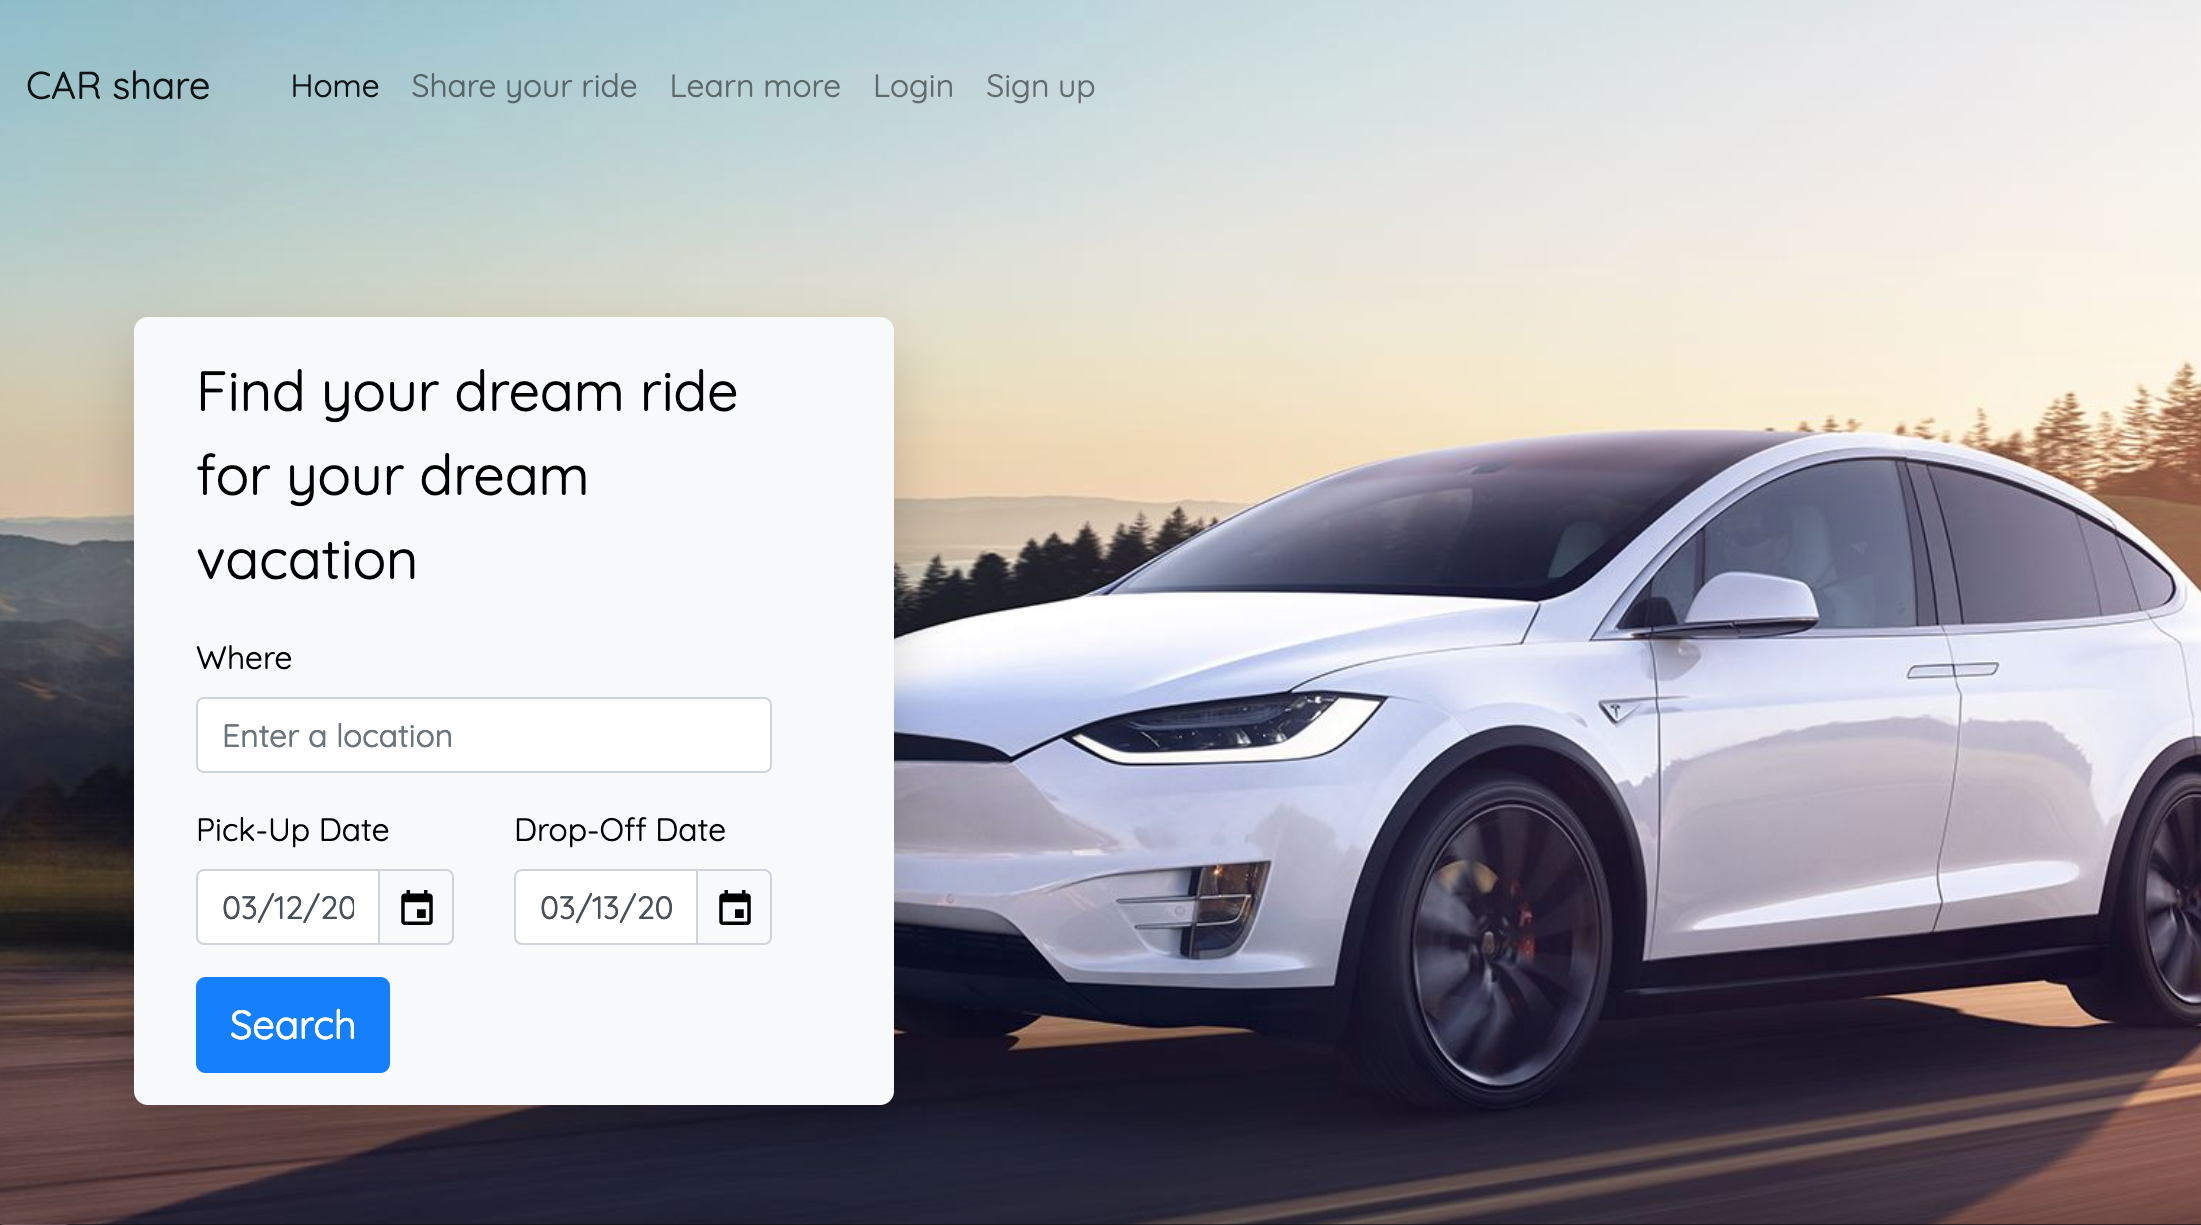 CAR share
Home Share your ride Learn more Login Sign up
Find your dream ride
for your dream
vacation
Where
Enter a location
Pick-Up Date Drop-Off Date
03/12/20 03/13/20
Search